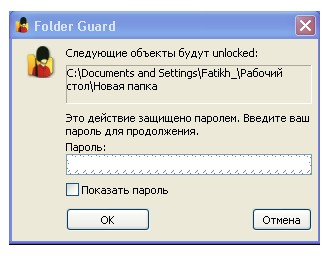 Folder Guard
Следующие объекты будут unlocked:
C:\Documents and Settings\Fatikh_\Рабочий
стол\Новая папка
Это действие защищено паролем. Введите ваш
пароль для продолжения.
Пароль:
Показать пароль
OK
Отмена